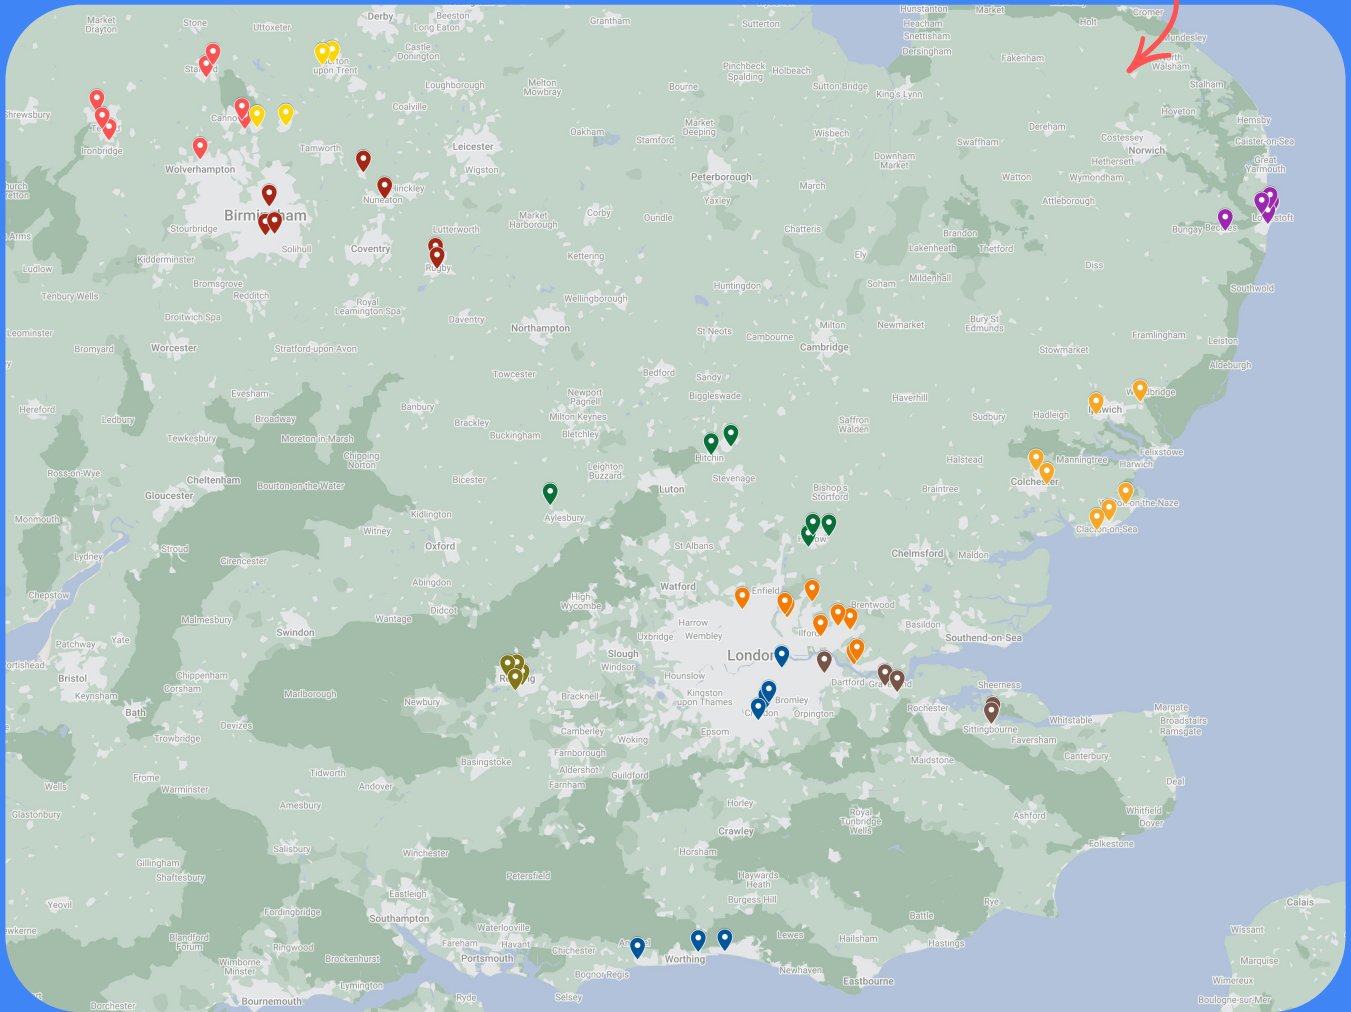 Market
Drayton
Stone
Uttoxeter
Derby
Beeston
Long Eaton
Grantham
Sutterton
Hunstanton
Heacham
Snettisham
Dersingham
Market
Holt
Cromer
Mundesley
Castle
Donington
upon Trent
Loughborough
Melton
Mowbray
Pinchbeck
Spalding
Holbeach
Fakenham
Walsham
Bourne
Sutton Bridge
King's Lynn
Stalham
Hoveton
Hemsby
Shrewsbury
Coalville
Ironbridge
Tamworth
Leicester
Wigston
Oakham
Stamford
Market
Deeping
Wisbech
Dereham
Swaffham
Costessey
Norwich
Hethersett
Wymondham
Caister-on-Sea
Great
Yarmouth
Wolverhampton
Peterborough
Yaxley
Downham
Market
March
Watton
Attleborough
Hinckley
Nuneaton
Birmingham
Stourbridge
Solihull
Coventry
Lutterworth
Rugby
Market
Harborough
Corby
Oundle
Kettering
Chatteris
Ely
Brandon
Lakenheath
Thetford
Bungay
Beccles
Kidderminster
Bromsgrove
Redditch
Ludlow
Tenbury Wells
Droitwich Spa
Royal
Leamington Spa
Daventry
Wellingborough
Northampton
Huntingdon
Soham
Mildenhall
Diss
Southwold
Leominster
Bromyard
Worcester
Stratford-upon-Avon
St Neots
Cambourne
Milton
Cambridge
Newmarket
Bury St
Edmunds
Stowmarket
Framlingham
Leiston
Aldeburgh
Towcester
Bedford
Sandy
Biggleswade
Haverhill
Sudbury
Hadleigh
Hereford
Ledbury
Evesham
Broadway
Banbury
Brackley
Buckingham
Newport
Pagnell
Milton Keynes
Bletchley
Saffron
Walden
Tewkesbury
Moreton-in-Marsh
Chipping
Norton
Hitchin
Halstead
Manningtree
Felixstowe
Harwich
Ross-on-Wye
Cheltenham
Gloucester
Bourton-on-the-Water
Bicester
Leighton
Buzzard
Luton
Stevenage
Bishop's
Stortford
Braintree
Colchester
Monmouth
Kidlington
Aylesbury
Clacton-on-Sea
Lydney
Stroud
Cirencester
Witney
Oxford
St Albans
Chelmsford
Maldon
Chepstow
Abingdon
Didcot
Watford
Enfield
Brentwood
High
Wycombe
Malmesbury
Wantage
Swindon
Harrow
Wembley
Uxbridge
Ilford
Basildon
Southend-on-Sea
Patchway
Yate
Bristol
Keynsham
Chippenham
Corsham
Bath
Marlborough
Slough
Windsor
Hounslow
London
Dartford
Sheerness
Newbury
Bracknell
Kingston
upon Thames
Bromley
Orpington
Rochester
Sittingbourne
Faversham
Whitstable
Margate
Broadstairs
Ramsgate
Devizes
Trowbridge
Camberley
Woking
Epsom
Farnborough
Aldershot
Farnham
Guildford
Basingstoke
Maidstone
Canterbury
Deal
Wells
Frome
Warminster
Tidworth
Andover
Amesbury
Glastonbury
Horley
Crawley
Royal
Tunbridge
Wells
Ashford
Whitfield
Dover
Folkestone
Gillingham
Shaftesbury
Salisbury
Winchester
Petersfield
Horsham
Haywards
Heath
Burgess Hill
Rye
Calais
Yeovil
Eastleigh
Southampton
Fordingbridge
Waterlooville
Battle
Hastings
Wissant
Marquise
Blandford
Forum
Ringwood
Wimborne
Minster
Brockenhurst
Fareham
Havant
Portsmouth
Chichester
Bognor Regis
Worthing
Lewes
Hailsham
Newhaven
Eastbourne
Lymington
Bournemouth
Dorchester
Ryde
Selsey
Wimereux
Boulogne-sur-Mer